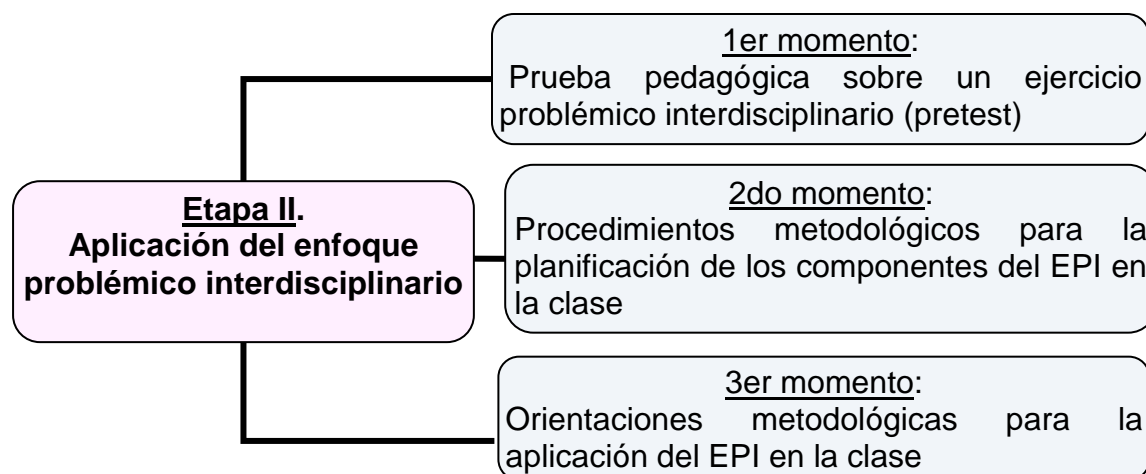 1er momento:
Prueba pedagógica sobre un ejercicio
problémico interdisciplinario (pretest)
Etapa II.
Aplicación del enfoque
problémico interdisciplinario
2do momento:
Procedimientos metodológicos para la
planificación de los componentes del EPI en
la clase
3er momento:
Orientaciones metodológicas para la
aplicación del EPI en la clase